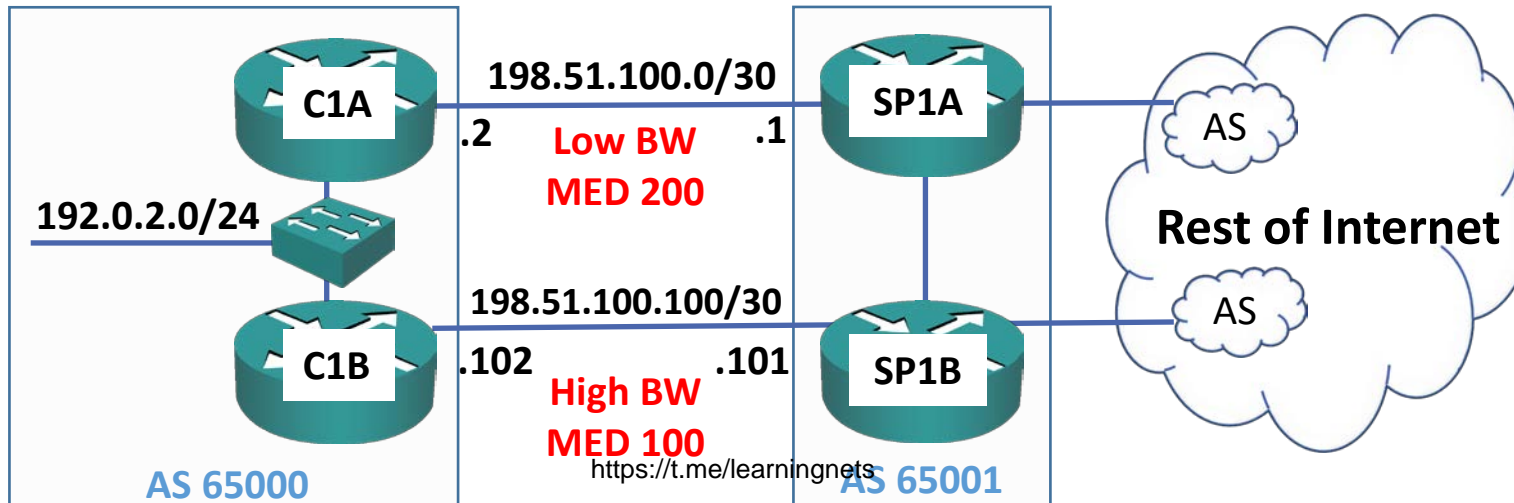 C1A
198.51.100.0/30
SP1A
.2
Low BW
MED 200
.1
AS
192.0.2.0/24
Rest of Internet
C1B
198.51.100.100/30
SP1B
.102
High BW
MED 100
.101
AS
https://t.me/learningnets
AS 65000
AS 65001